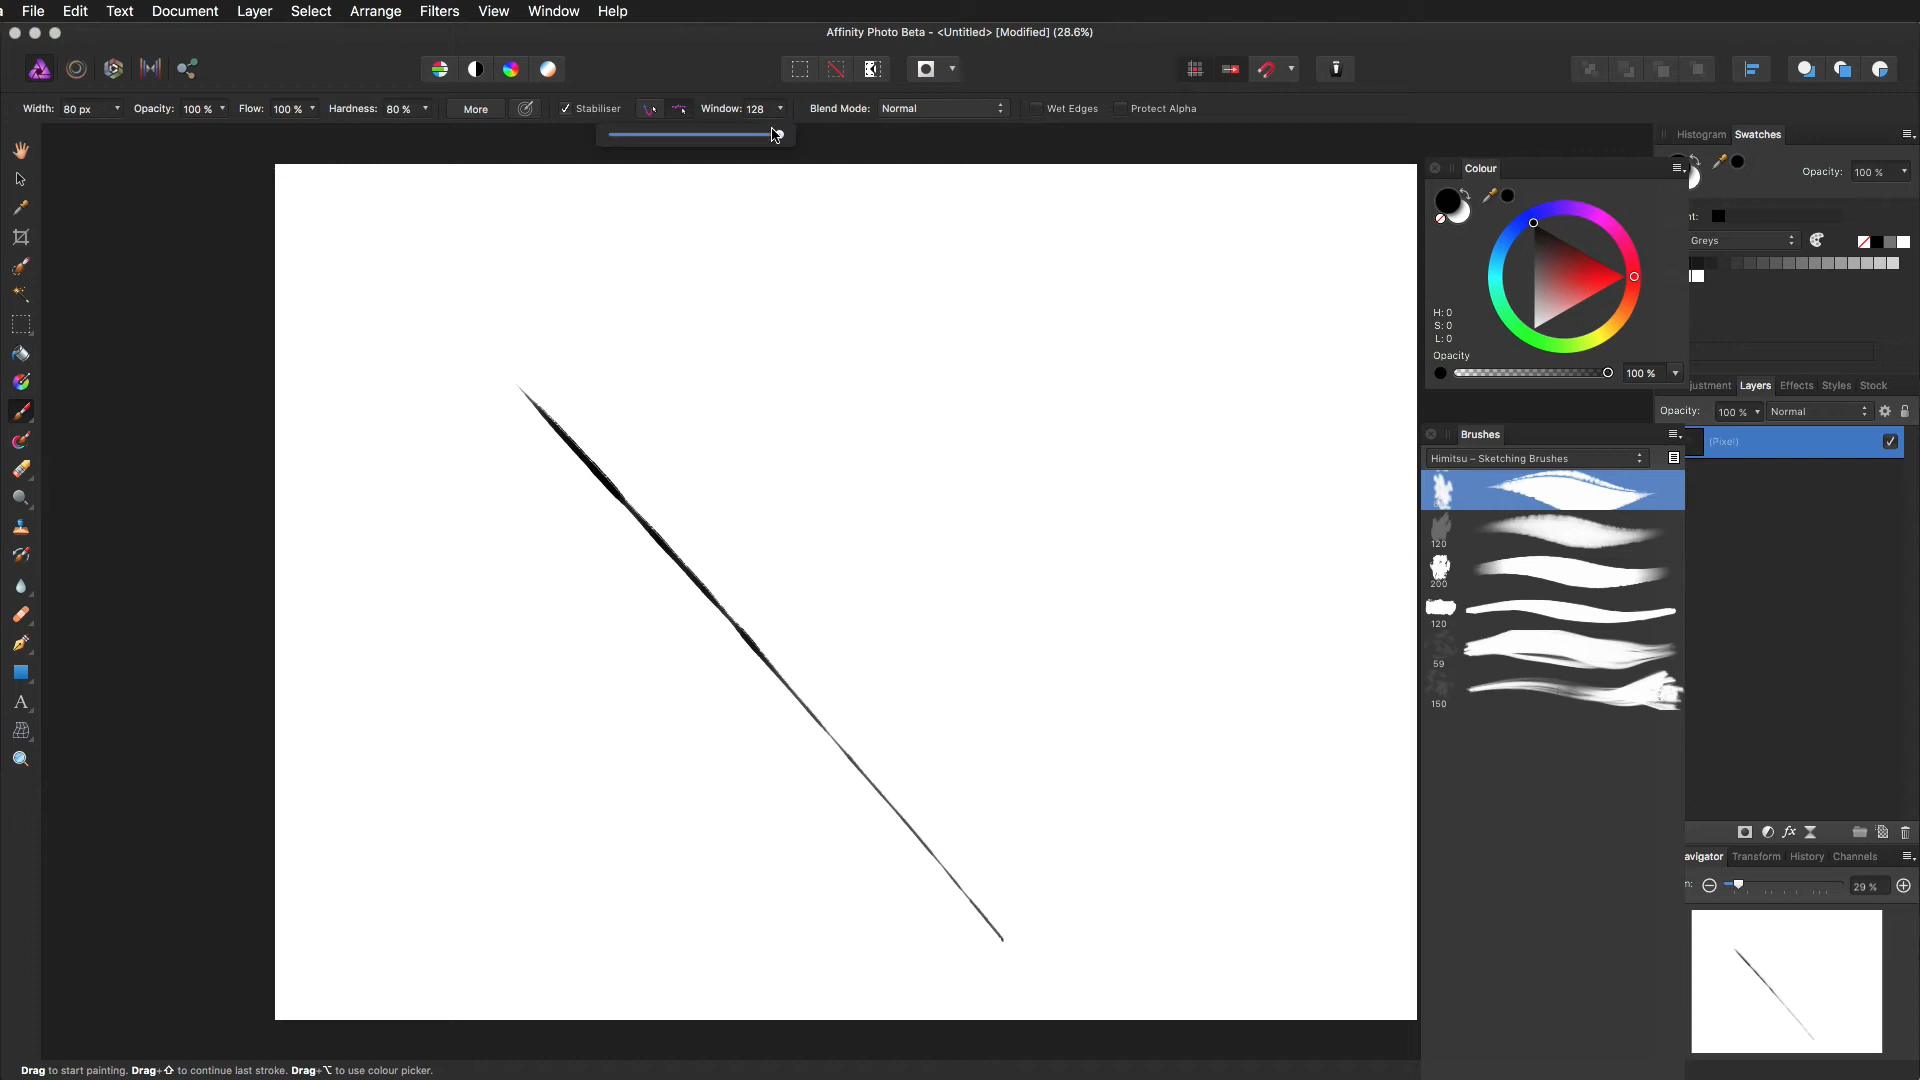 File Edit Text Document Layer Select Arrange Filters View Window Help
Affinity Photo Beta - <Untitled> [Modified] (28.6%)
Width: 80 px Opacity: 100 % Flow: 100 % Hardness: 80 % More Stabiliser Window: 128 Blend Mode: Normal Wet Edges Protect Alpha
Histogram Swatches
Colour
Opacity: 100 %
Greys
H: 0
S: 0
L: 0
Opacity
100 %
Layers Effects Styles Stock
Opacity: 100 % Normal
(Pixel)
Brushes
Himitsu – Sketching Brushes
120
200
120
59
150
fx
Transform History Channels
29 %
A
Drag to start painting. Drag+⇧ to continue last stroke. Drag+⌥ to use colour picker.